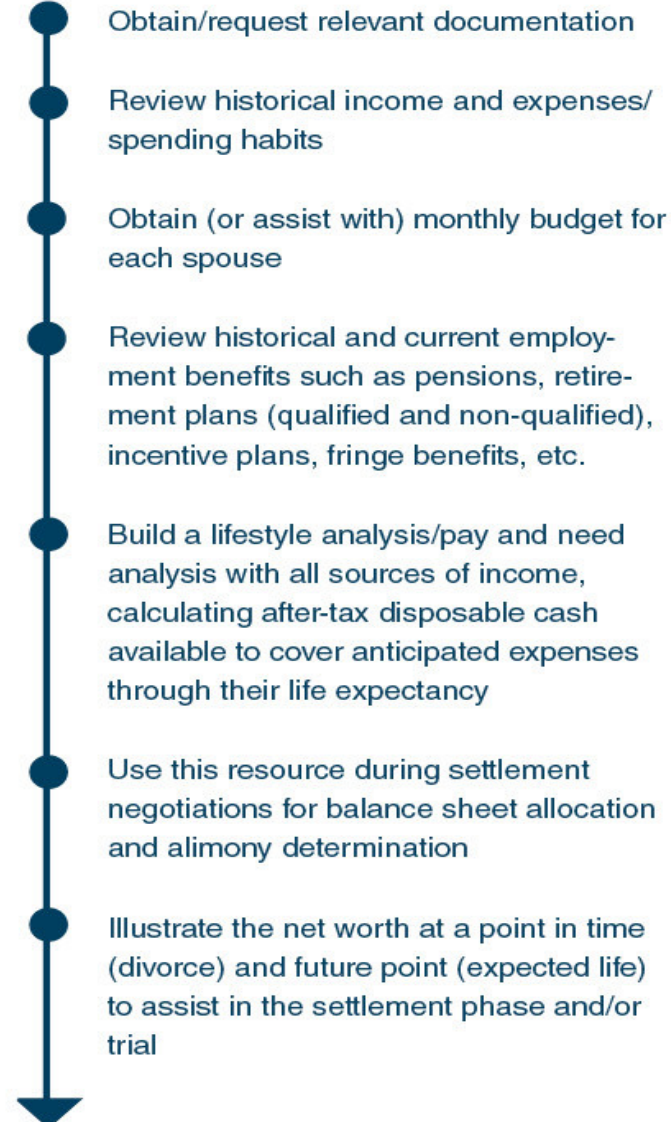 Obtain/request relevant documentation
Review historical income and expenses/
spending habits
Obtain (or assist with) monthly budget for
each spouse
Review historical and current employ-
ment benefits such as pensions, retire-
ment plans (qualified and non-qualified),
incentive plans, fringe benefits, etc.
Build a lifestyle analysis/pay and need
analysis with all sources of income,
calculating after-tax disposable cash
available to cover anticipated expenses
through their life expectancy
Use this resource during settlement
negotiations for balance sheet allocation
and alimony determination
Illustrate the net worth at a point in time
(divorce) and future point (expected life)
to assist in the settlement phase and/or
trial